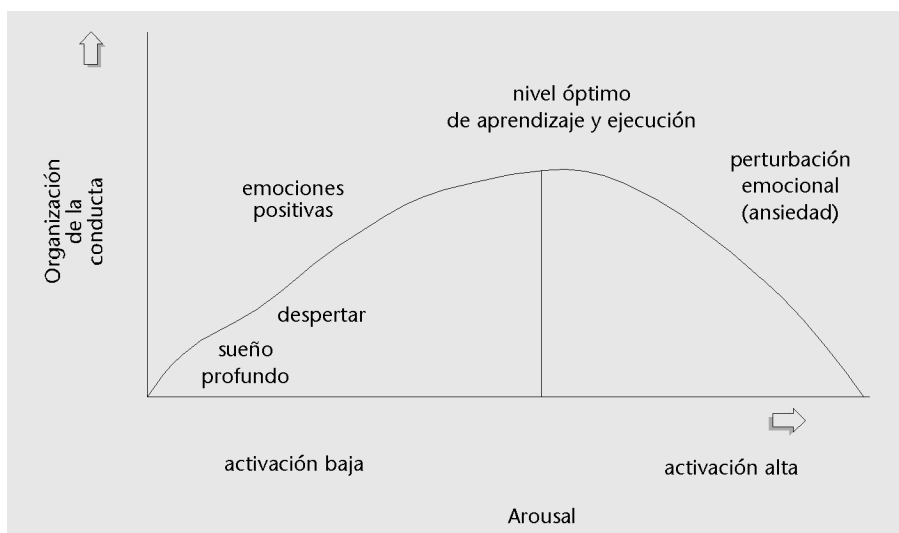 nivel óptimo
de aprendizaje y ejecución
perturbación
emocional
(ansiedad)
emociones
positivas
Organización
de la
conducta
despertar
sueño
profundo
activación baja
activación alta
Arousal